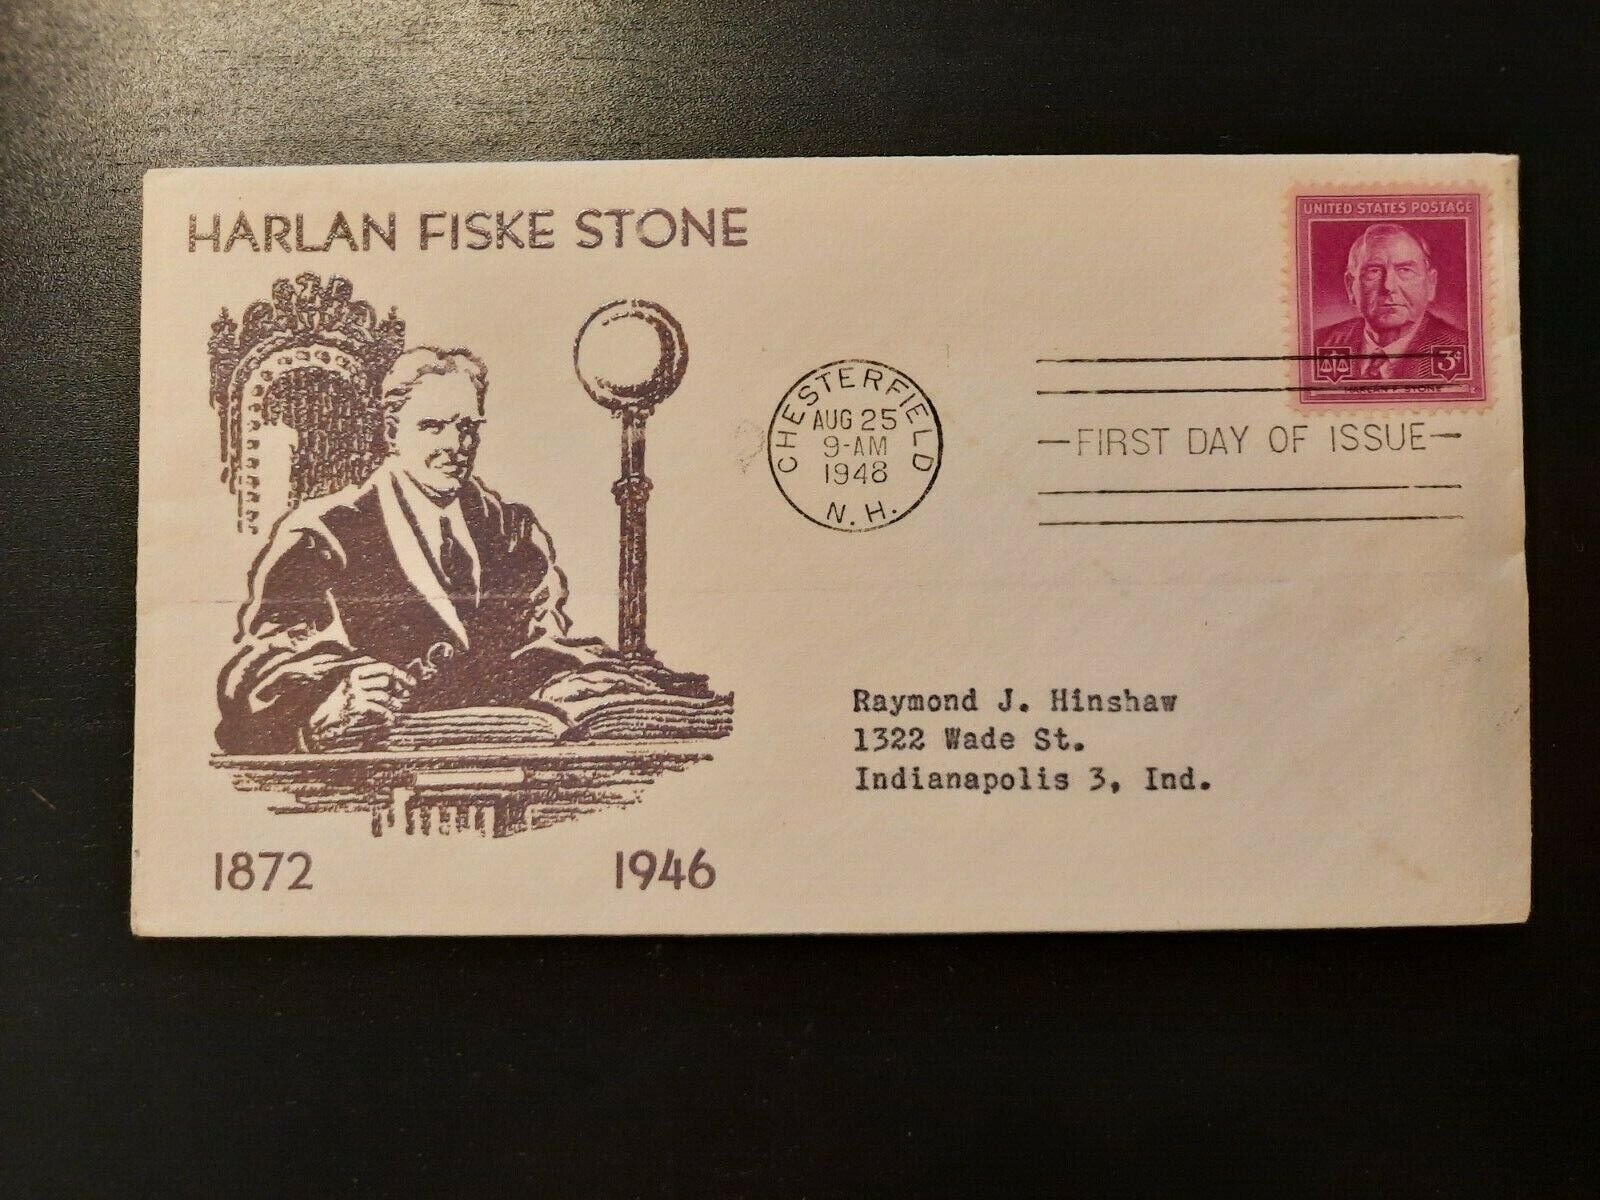 HARLAN FISKE STONE
UNITED STATES POSTAGE
3¢
HARLAN F. STONE
CHESTERFIELD
AUG 25
9-AM
1948
N. H.
FIRST DAY OF ISSUE
Raymond J. Hinshaw
1322 Wade St.
Indianapolis 3, Ind.
1872 1946